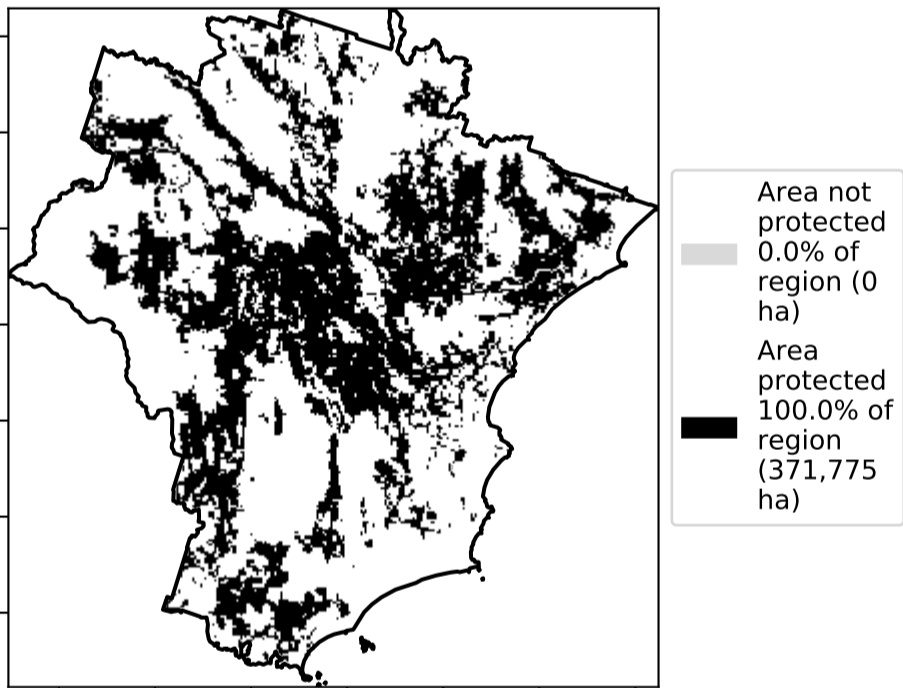 Area not
protected
0.0% of
region (0
ha)
Area
protected
100.0% of
region
(371,775
ha)